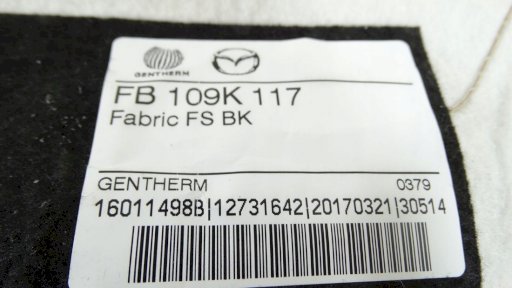 GENTHERM
FB 109K 117
Fabric FS BK
GENTHERM 0379
16011498B|12731642|20170321|30514